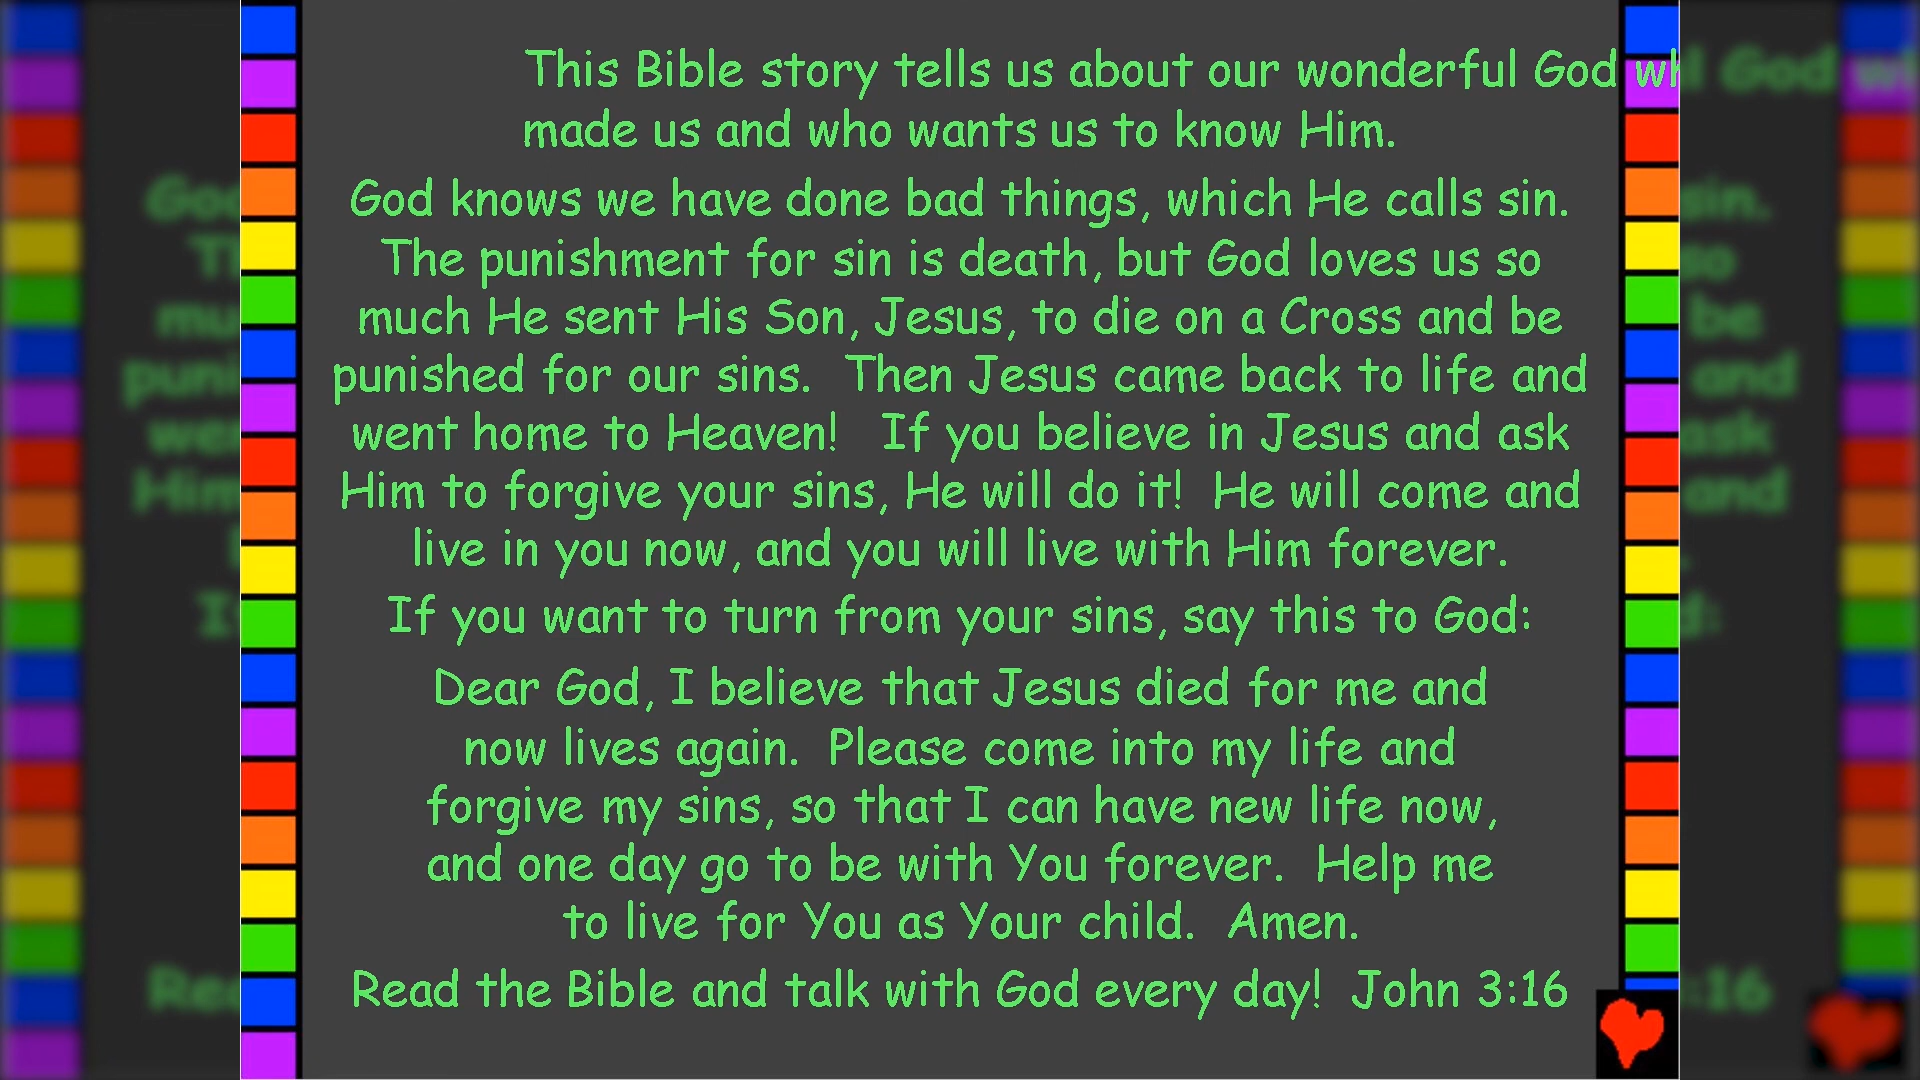 This Bible story tells us about our wonderful God wh
made us and who wants us to know Him.
God knows we have done bad things, which He calls sin.
The punishment for sin is death, but God loves us so
much He sent His Son, Jesus, to die on a Cross and be
punished for our sins.  Then Jesus came back to life and
went home to Heaven!   If you believe in Jesus and ask
Him to forgive your sins, He will do it!  He will come and
live in you now, and you will live with Him forever.
If you want to turn from your sins, say this to God:
Dear God, I believe that Jesus died for me and
now lives again.  Please come into my life and
forgive my sins, so that I can have new life now,
and one day go to be with You forever.  Help me
to live for You as Your child.  Amen.
Read the Bible and talk with God every day!  John 3:16